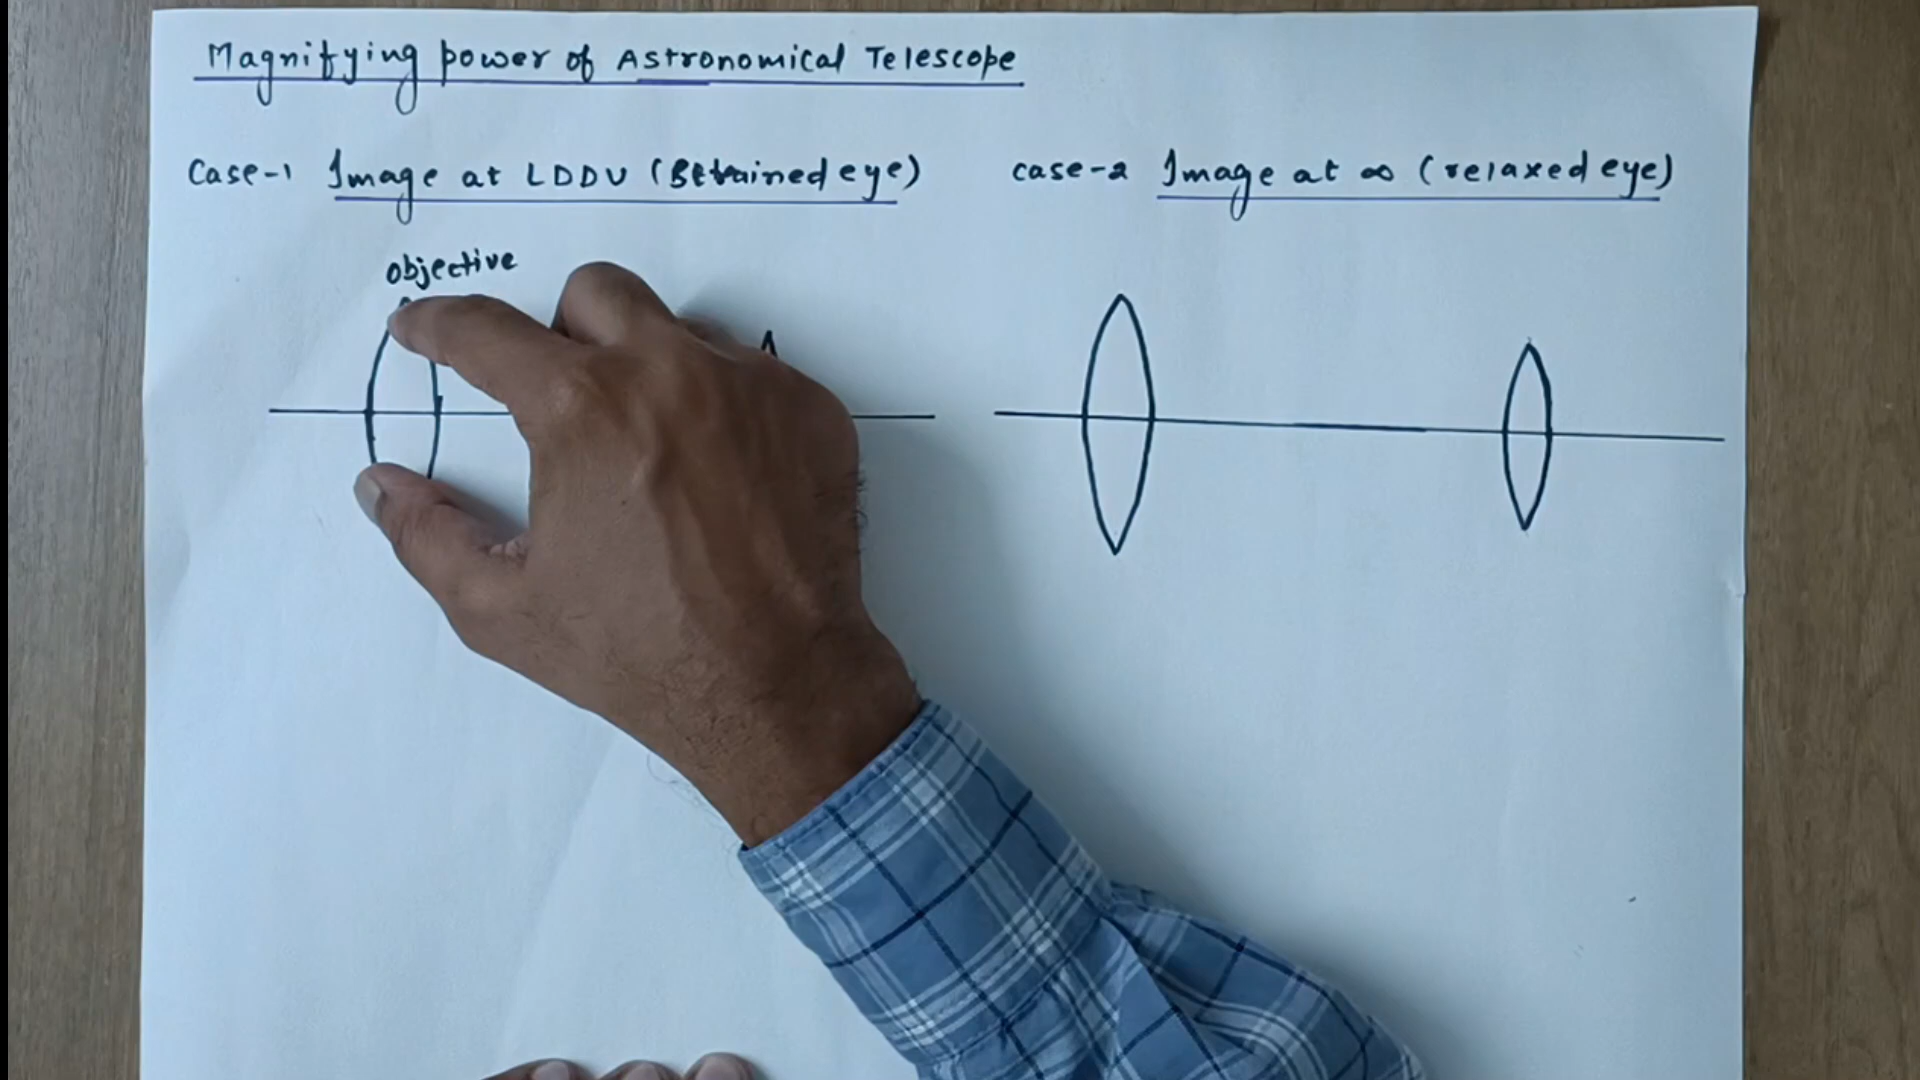 Magnifying power of Astronomical Telescope
Case-1 Image at LDDV (Strained eye)
case-2 Image at ∞ (relaxed eye)
objective